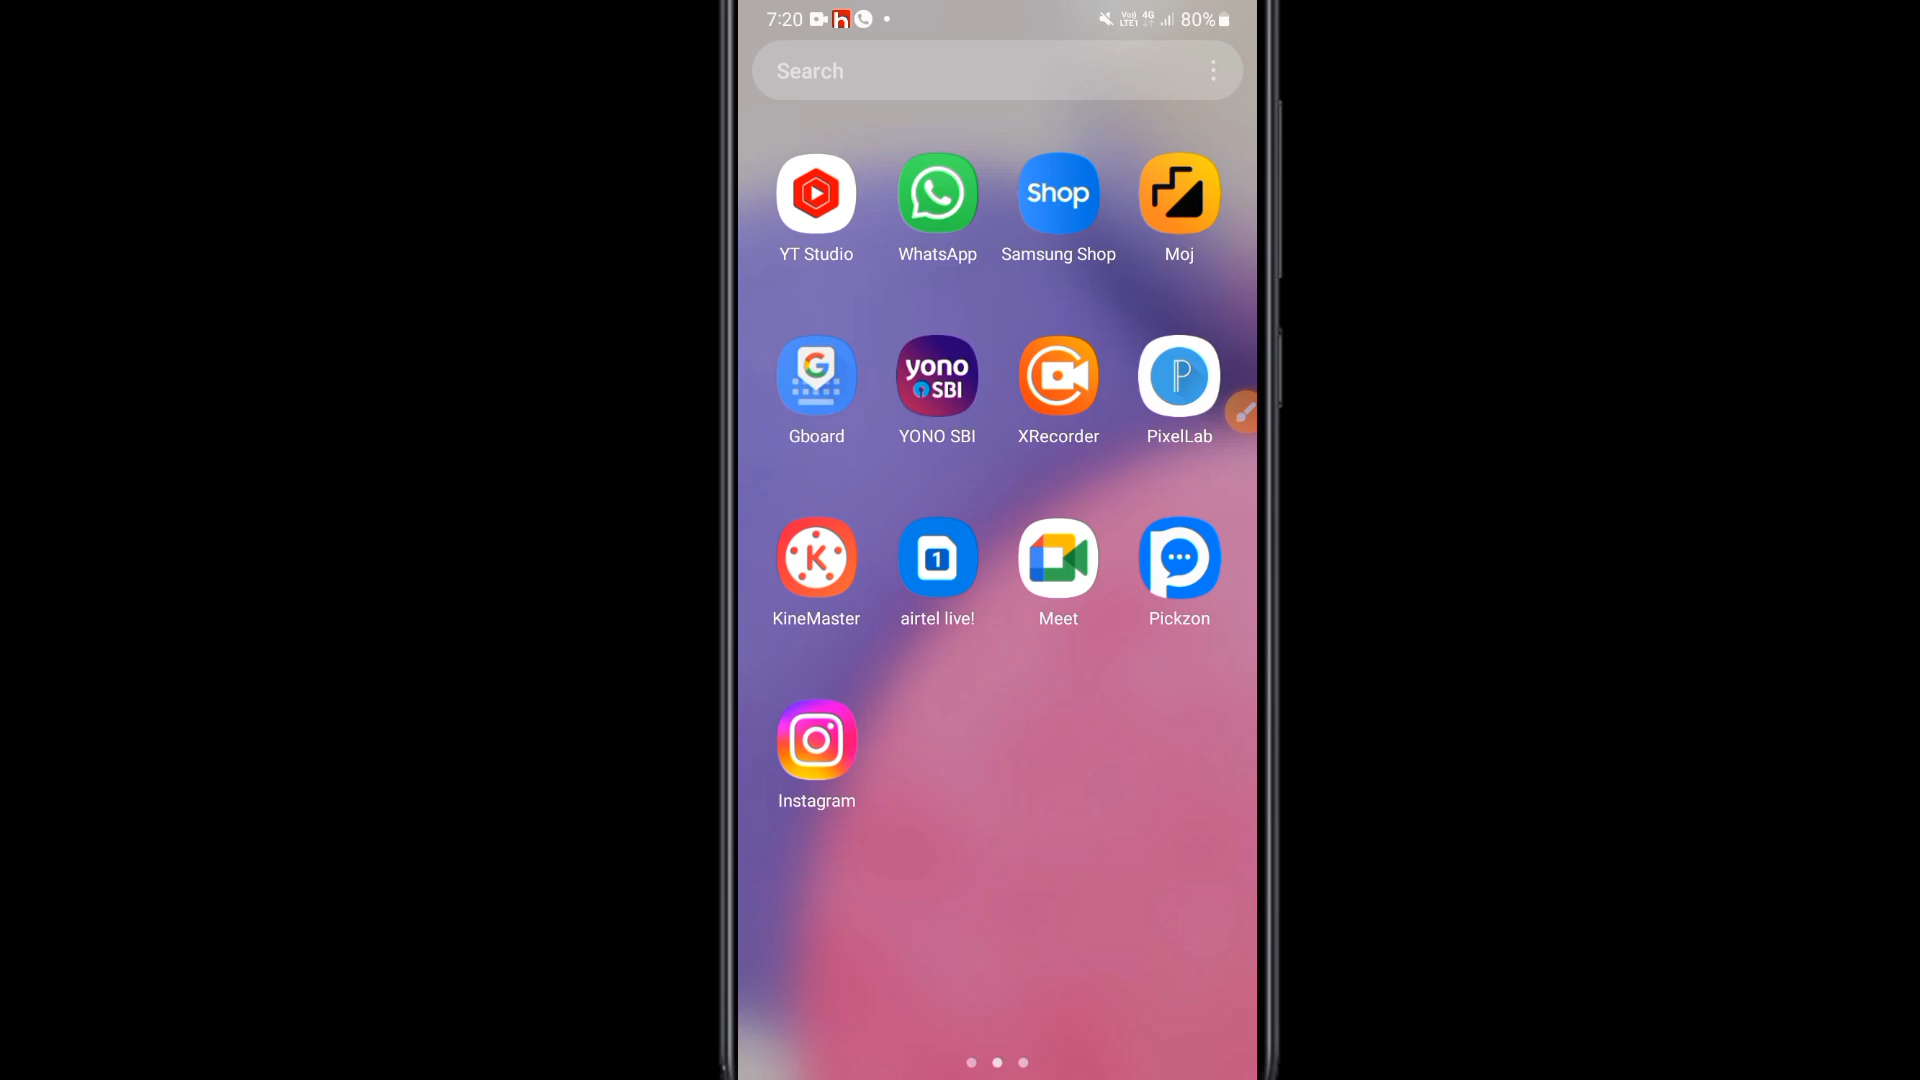 7:20 80%
Search
Shop
YT Studio WhatsApp Samsung Shop Moj
yono
SBI
Gboard YONO SBI XRecorder PixelLab
KineMaster airtel live! Meet Pickzon
Instagram